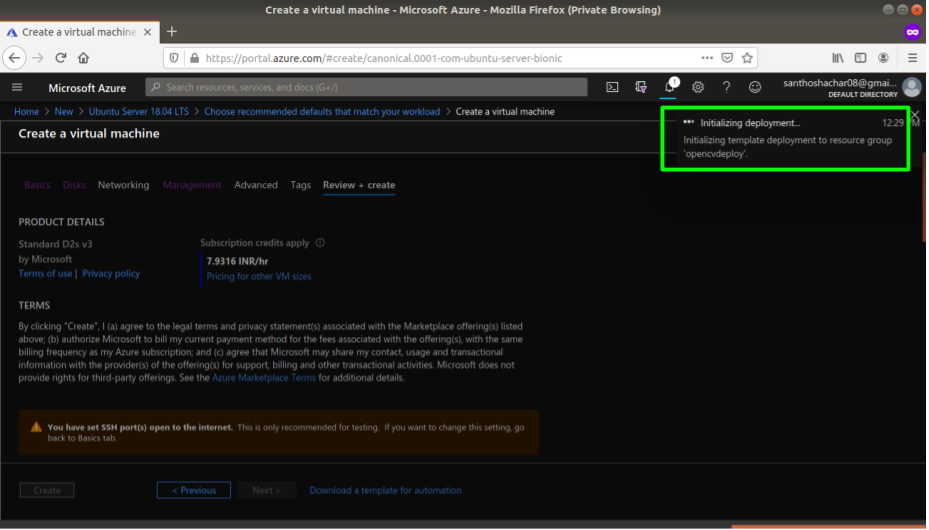 Create a virtual machine - Microsoft Azure - Mozilla Firefox (Private Browsing)
Create a virtual machine
https://portal.azure.com/#create/canonical.0001-com-ubuntu-server-bionic
Microsoft Azure
Search resources, services, and docs (G+/)
1
santhoshachar08@gmai...
DEFAULT DIRECTORY
Home > New > Ubuntu Server 18.04 LTS > Choose recommended defaults that match your workload > Create a virtual machine
Create a virtual machine
Initializing deployment...
12:29 M
Initializing template deployment to resource group
'opencvdeploy'.
Basics Disks Networking Management Advanced Tags Review + create
PRODUCT DETAILS
Standard D2s v3
by Microsoft
Terms of use | Privacy policy
Subscription credits apply
7.9316 INR/hr
Pricing for other VM sizes
TERMS
By clicking "Create", I (a) agree to the legal terms and privacy statement(s) associated with the Marketplace offering(s) listed
above; (b) authorize Microsoft to bill my current payment method for the fees associated with the offering(s), with the same
billing frequency as my Azure subscription; and (c) agree that Microsoft may share my contact, usage and transactional
information with the provider(s) of the offering(s) for support, billing and other transactional activities. Microsoft does not
provide rights for third-party offerings. See the Azure Marketplace Terms for additional details.
You have set SSH port(s) open to the internet. This is only recommended for testing. If you want to change this setting, go
back to Basics tab.
Create
< Previous
Next >
Download a template for automation